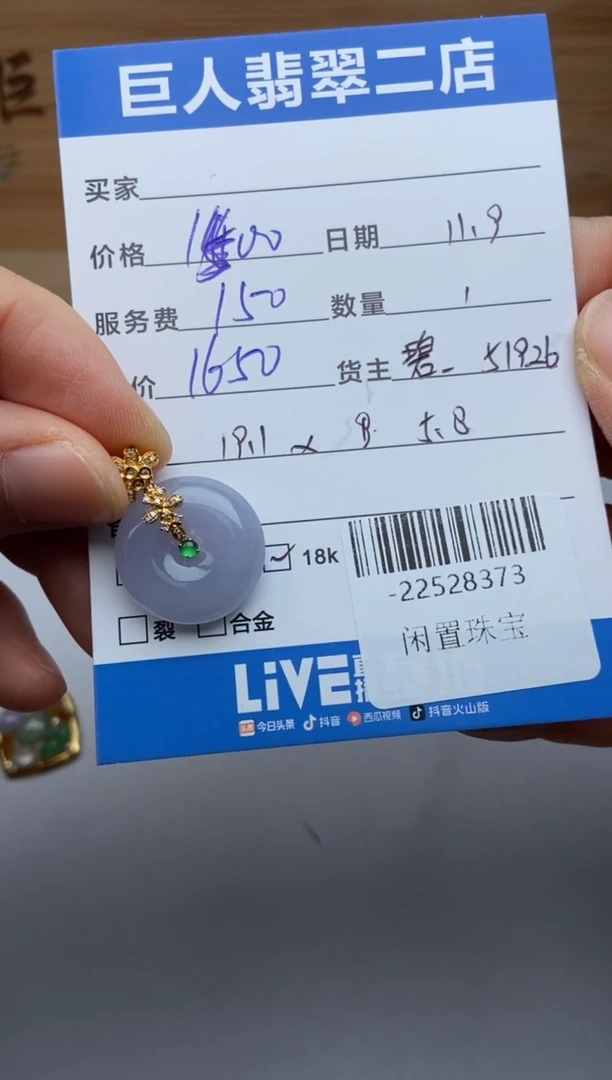 巨人翡翠二店
买家
价格 日期 11.9
服务费 150 数量 1
价 1650 货主 碧- 51926
19.1 x 5.8
18k
-22528373
裂 合金 闲置珠宝
LiVE
今日头条 抖音 西瓜视频 抖音火山版